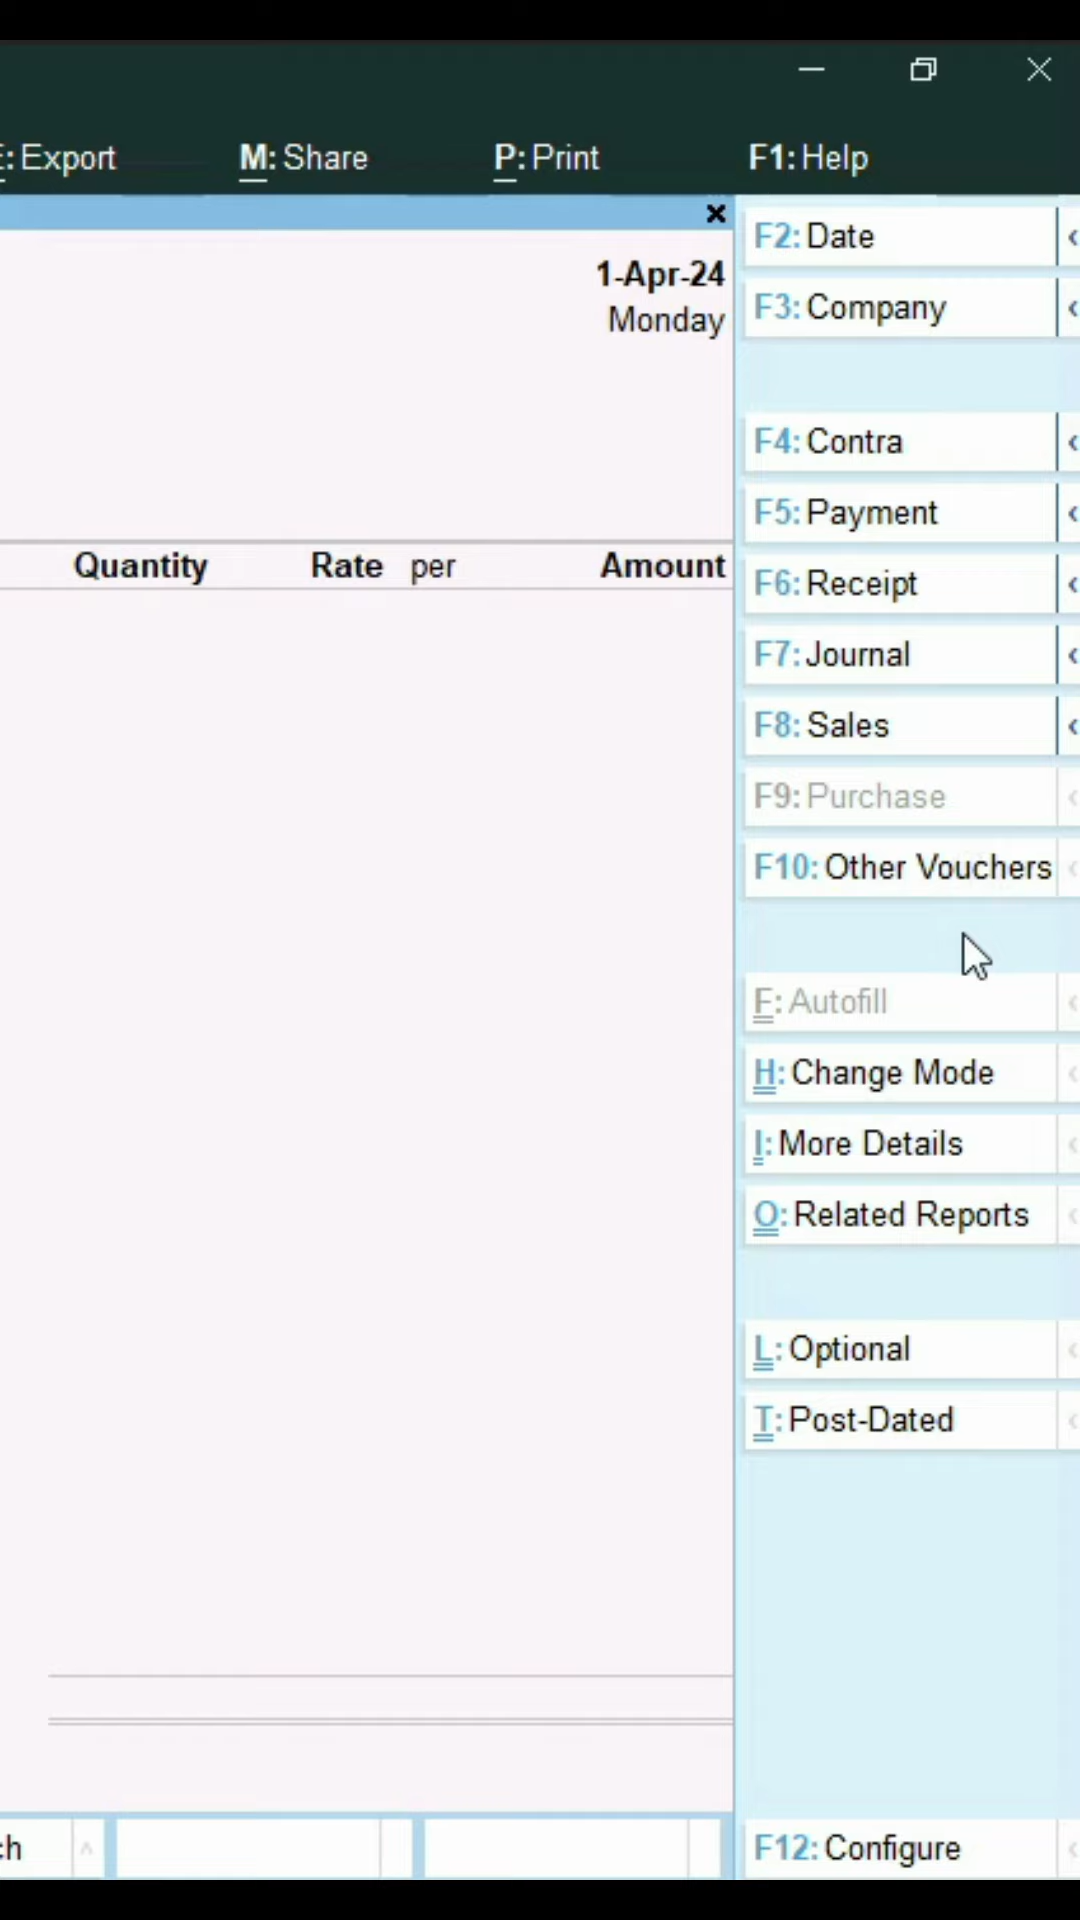 E: Export M: Share P: Print F1: Help
1-Apr-24
Monday
Quantity Rate per Amount
F2: Date
F3: Company
F4: Contra
F5: Payment
F6: Receipt
F7: Journal
F8: Sales
F9: Purchase
F10: Other Vouchers
F: Autofill
H: Change Mode
I: More Details
O: Related Reports
L: Optional
T: Post-Dated
ch
F12: Configure